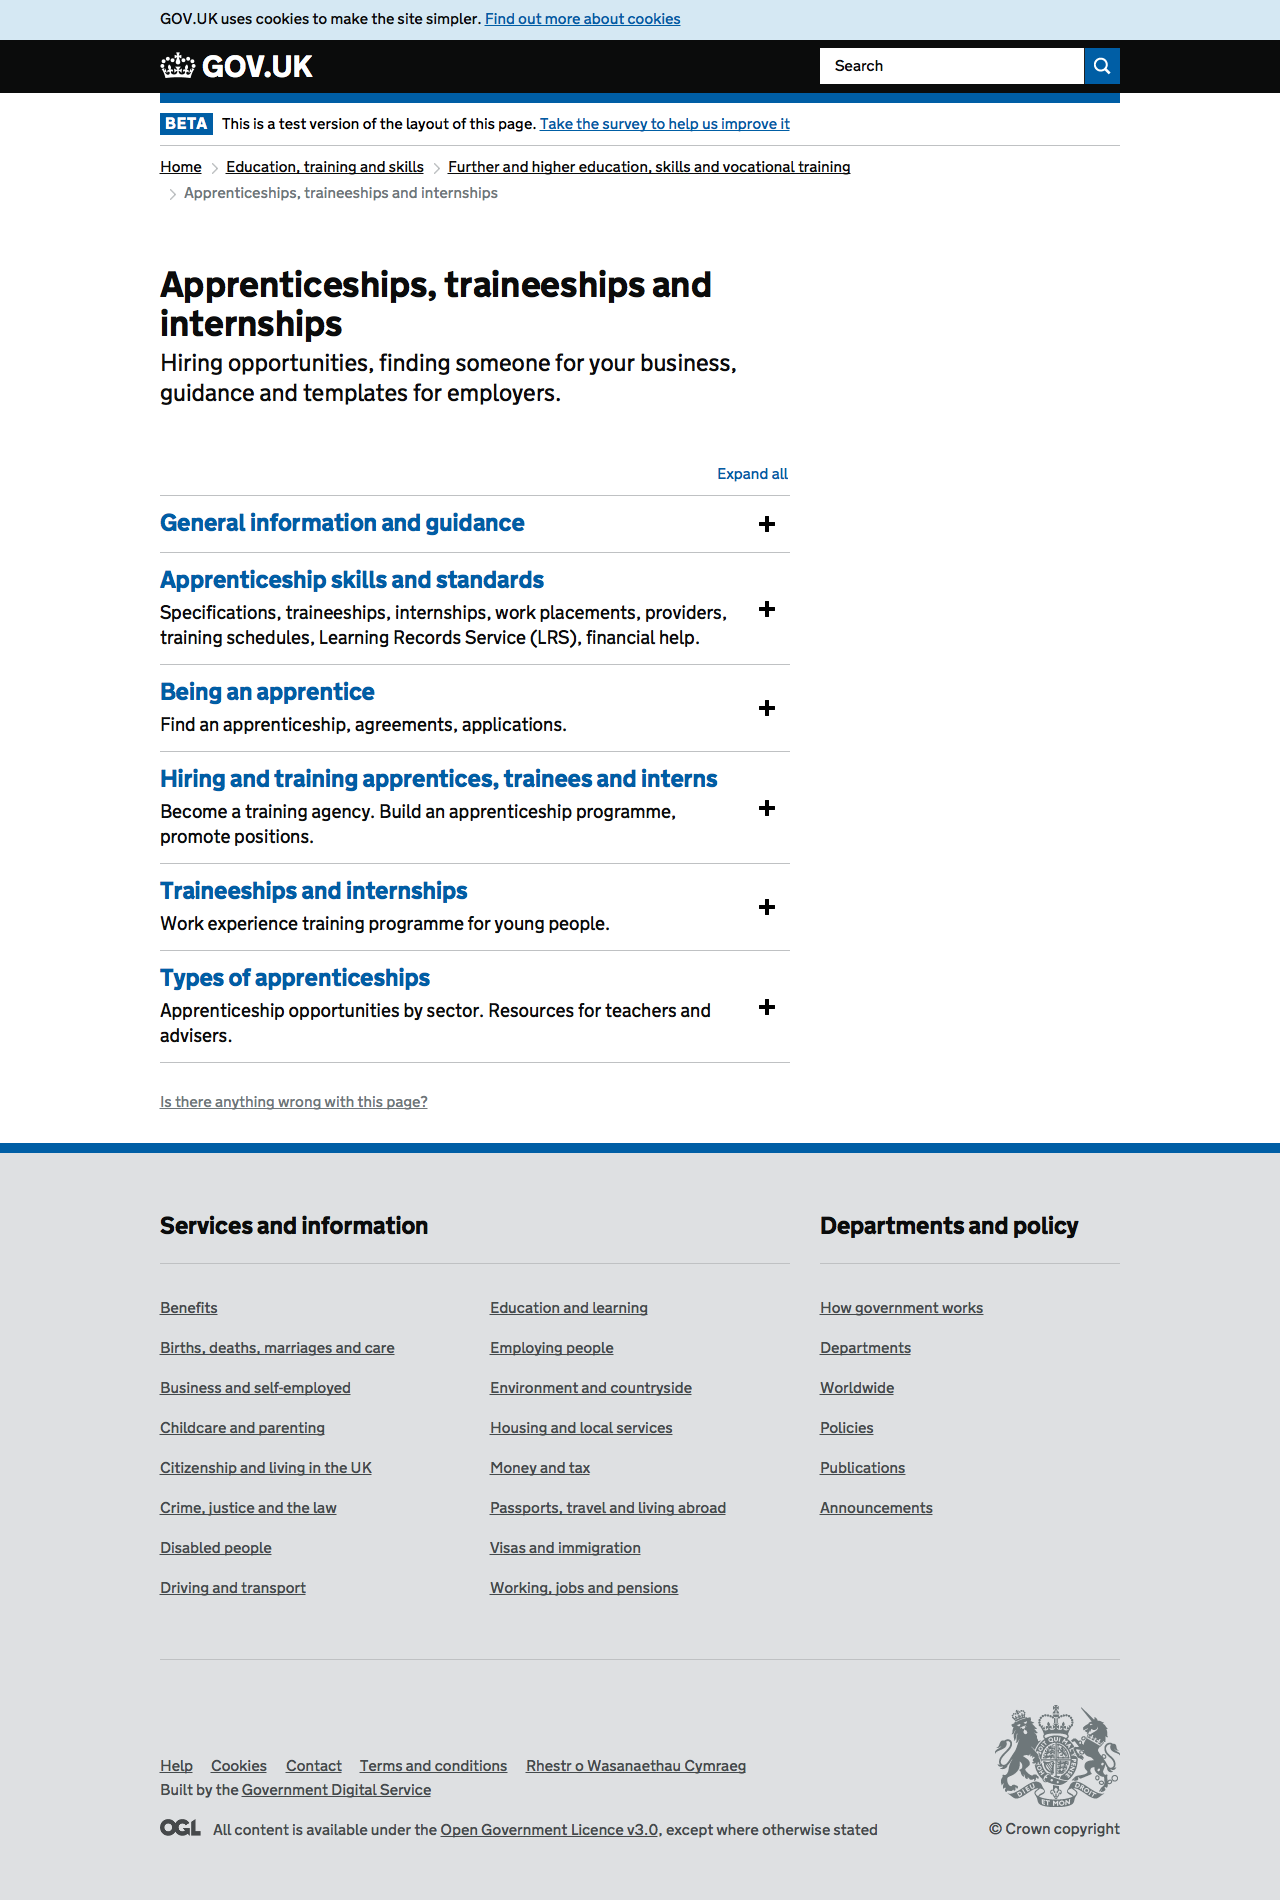 GOV.UK uses cookies to make the site simpler. Find out more about cookies
GOV.UK
Search
BETA This is a test version of the layout of this page. Take the survey to help us improve it
Home Education, training and skills Further and higher education, skills and vocational training
Apprenticeships, traineeships and internships
Apprenticeships, traineeships and
internships
Hiring opportunities, finding someone for your business,
guidance and templates for employers.
Expand all
General information and guidance
Apprenticeship skills and standards
Specifications, traineeships, internships, work placements, providers,
training schedules, Learning Records Service (LRS), financial help.
Being an apprentice
Find an apprenticeship, agreements, applications.
Hiring and training apprentices, trainees and interns
Become a training agency. Build an apprenticeship programme,
promote positions.
Traineeships and internships
Work experience training programme for young people.
Types of apprenticeships
Apprenticeship opportunities by sector. Resources for teachers and
advisers.
Is there anything wrong with this page?
Services and information
Benefits
Births, deaths, marriages and care
Business and self-employed
Childcare and parenting
Citizenship and living in the UK
Crime, justice and the law
Disabled people
Driving and transport
Education and learning
Employing people
Environment and countryside
Housing and local services
Money and tax
Passports, travel and living abroad
Visas and immigration
Working, jobs and pensions
Departments and policy
How government works
Departments
Worldwide
Policies
Publications
Announcements
Help Cookies Contact Terms and conditions Rhestr o Wasanaethau Cymraeg
Built by the Government Digital Service
OGL All content is available under the Open Government Licence v3.0, except where otherwise stated
DIEU ET MON DROIT
© Crown copyright